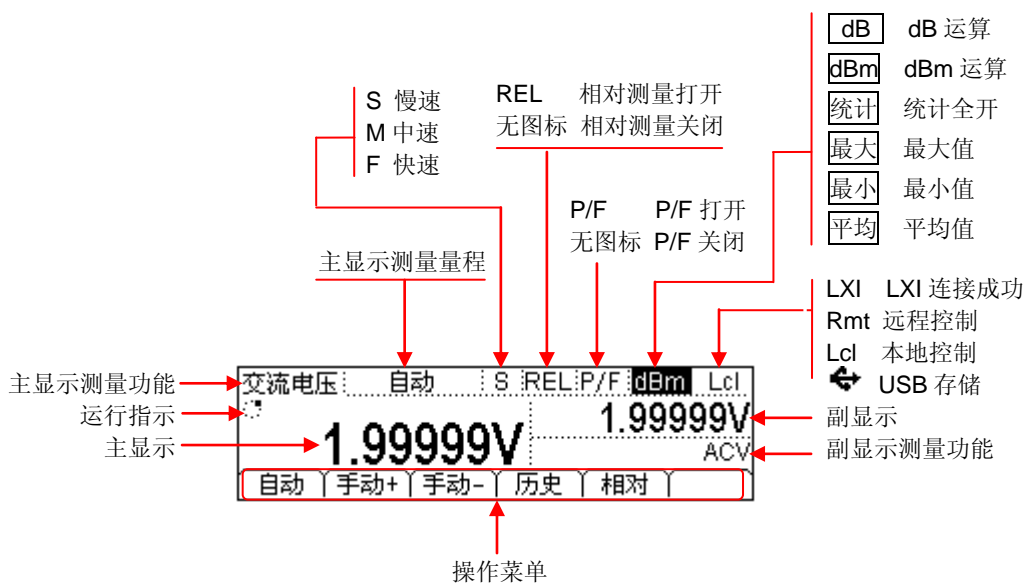 dB dB 运算
dBm dBm 运算
统计 统计全开
最大 最大值
最小 最小值
平均 平均值
S 慢速
M 中速
F 快速
REL 相对测量打开
无图标 相对测量关闭
P/F P/F 打开
无图标 P/F 关闭
主显示测量量程
LXI LXI 连接成功
Rmt 远程控制
Lcl 本地控制
USB 存储
主显示测量功能
运行指示
主显示
交流电压 自动 S REL P/F dBm Lcl
1.99999V
1.99999V
ACV
自动 手动+ 手动- 历史 相对
副显示
副显示测量功能
操作菜单